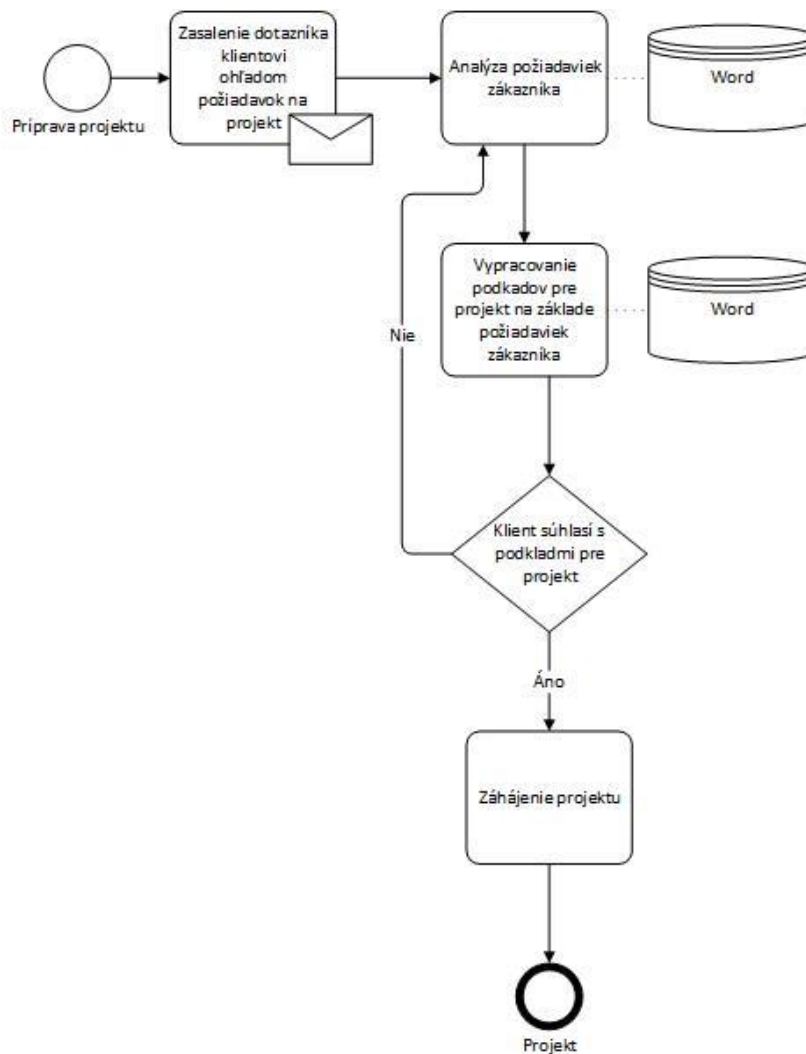 Zasalenie dotazníka
klientovi
ohľadom
požiadavok na
projekt
Príprava projektu
Analýza požiadaviek
zákazníka
Word
Vypracovanie
podkadov pre
projekt na základe
požiadaviek
zákazníka
Word
Nie
Klient súhlasí s
podkladmi pre
projekt
Áno
Záhájenie projektu
Projekt